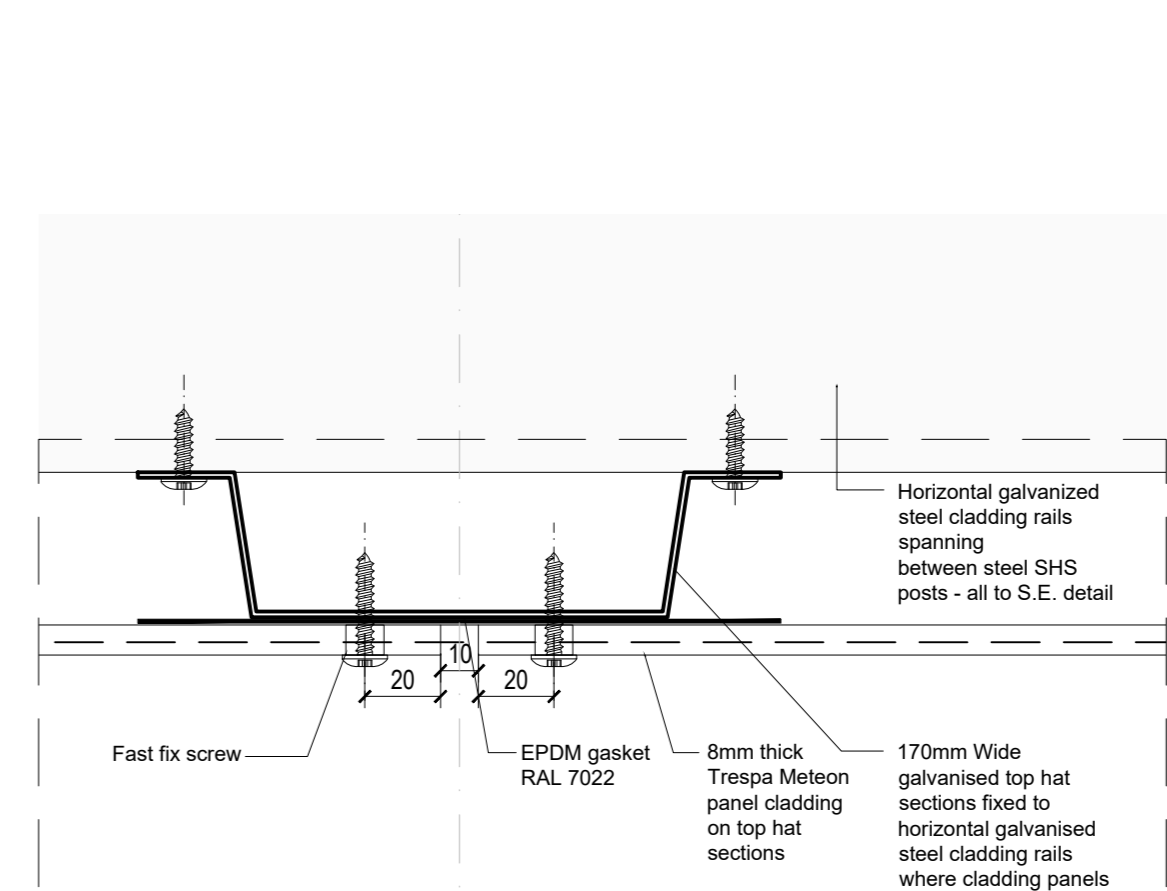 Horizontal galvanized
steel cladding rails
spanning
between steel SHS
posts - all to S.E. detail
10
20
20
Fast fix screw
EPDM gasket
RAL 7022
8mm thick
Trespa Meteon
panel cladding
on top hat
sections
170mm Wide
galvanised top hat
sections fixed to
horizontal galvanised
steel cladding rails
where cladding panels